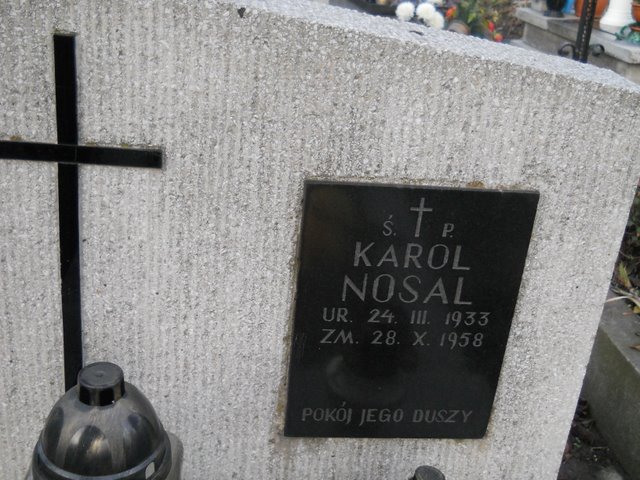 Ś. P.
KAROL
NOSAL
UR. 24. III. 1933
ZM. 28. X. 1958
POKÓJ JEGO DUSZY